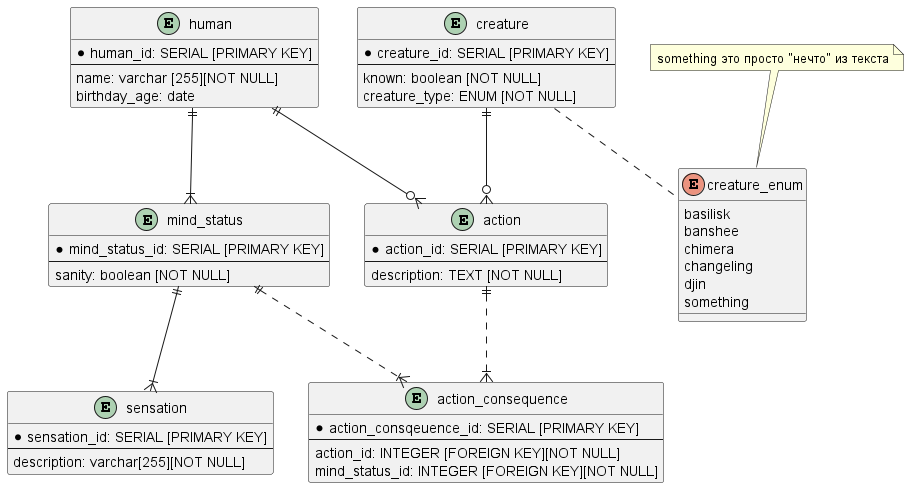 E human
* human_id: SERIAL [PRIMARY KEY]
name: varchar [255][NOT NULL]
birthday_age: date
E creature
* creature_id: SERIAL [PRIMARY KEY]
known: boolean [NOT NULL]
creature_type: ENUM [NOT NULL]
something это просто "нечто" из текста
E creature_enum
basilisk
banshee
chimera
changeling
djin
something
E mind_status
* mind_status_id: SERIAL [PRIMARY KEY]
sanity: boolean [NOT NULL]
E action
* action_id: SERIAL [PRIMARY KEY]
description: TEXT [NOT NULL]
E sensation
* sensation_id: SERIAL [PRIMARY KEY]
description: varchar[255][NOT NULL]
E action_consequence
* action_consqeuence_id: SERIAL [PRIMARY KEY]
action_id: INTEGER [FOREIGN KEY][NOT NULL]
mind_status_id: INTEGER [FOREIGN KEY][NOT NULL]